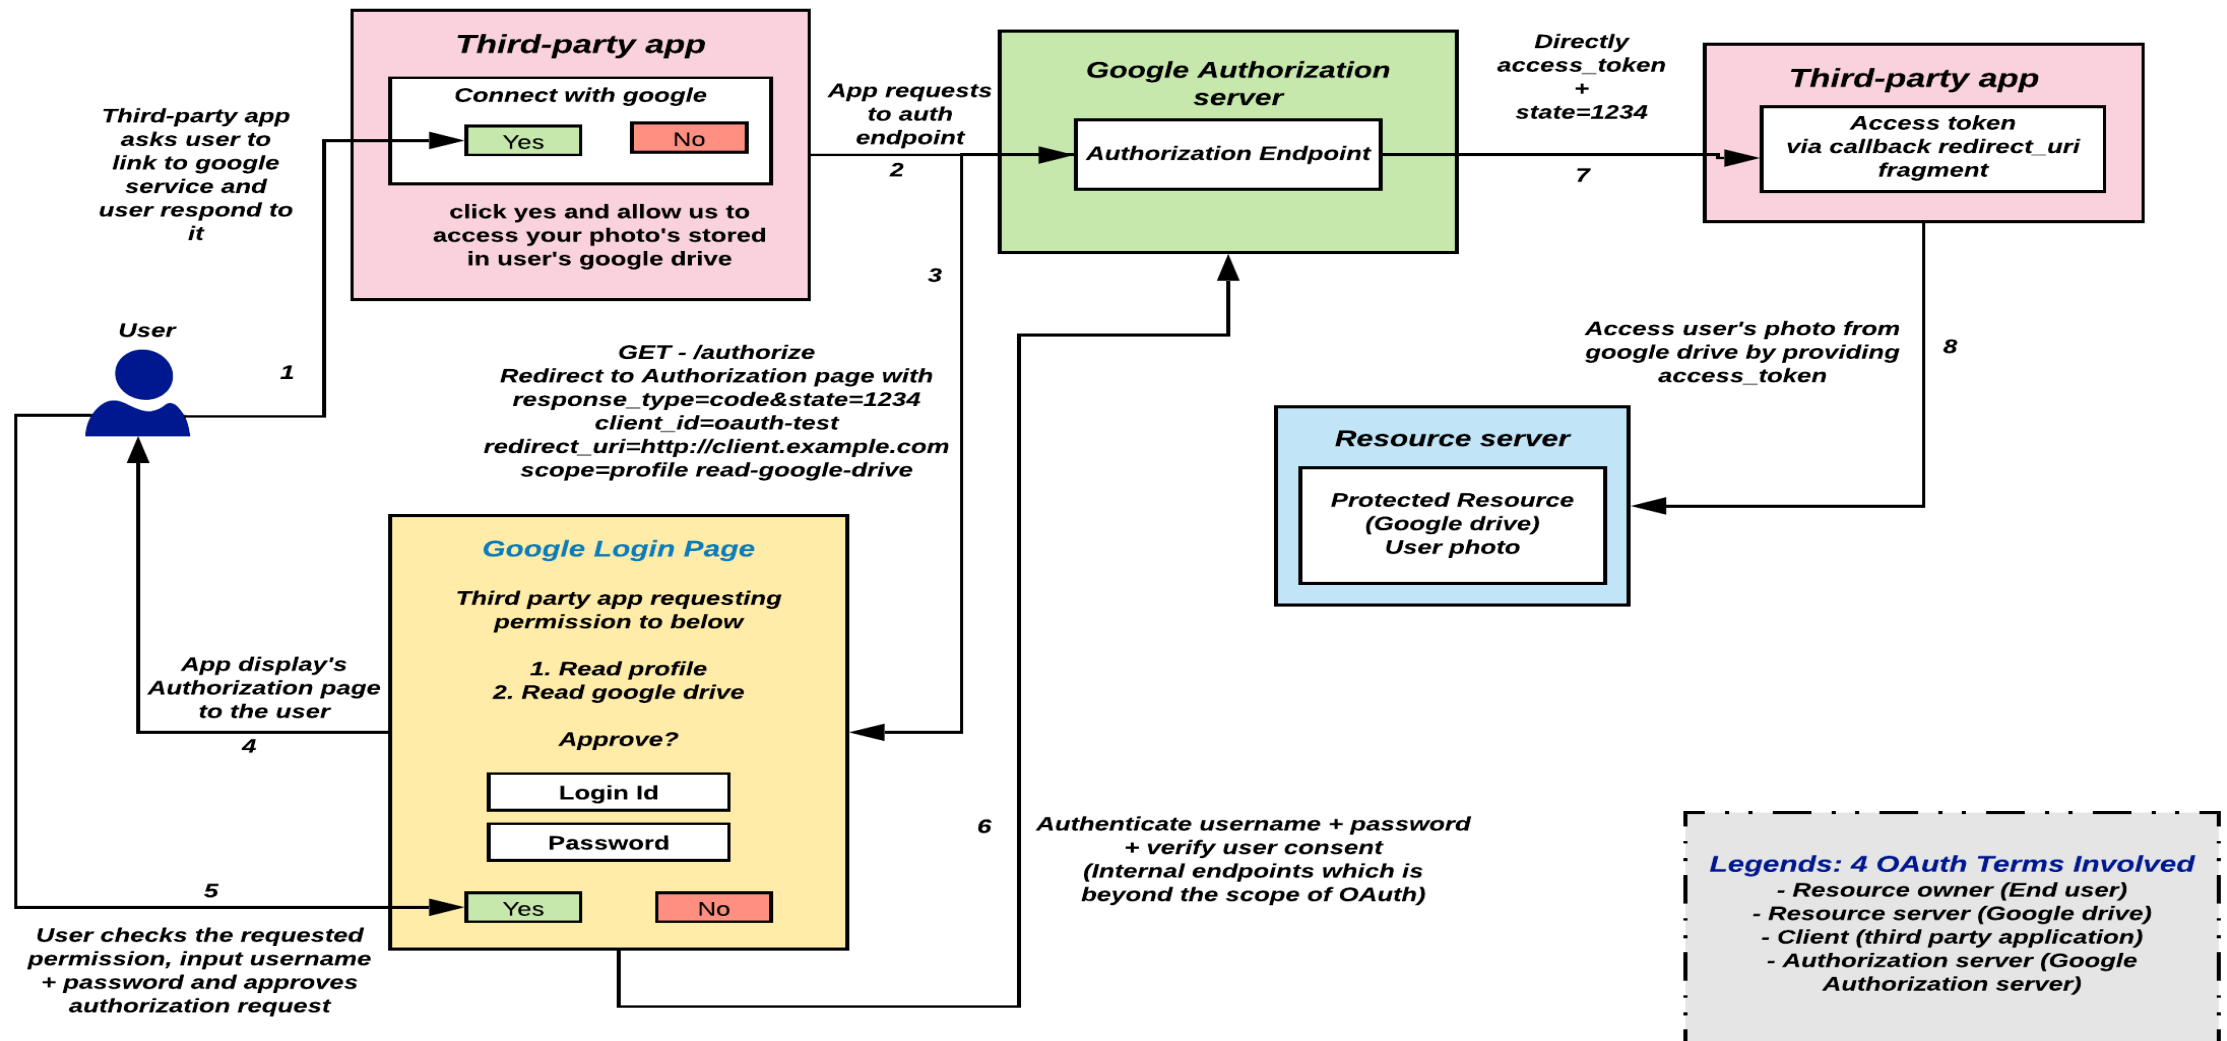 Third-party app
Connect with google
Yes
No
click yes and allow us to
access your photo's stored
in user's google drive
Third-party app
asks user to
link to google
service and
user respond to
it
User
1
App requests
to auth
endpoint
2
Google Authorization
server
Authorization Endpoint
Directly
access_token
+
state=1234
7
Third-party app
Access token
via callback redirect_uri
fragment
3
GET - /authorize
Redirect to Authorization page with
response_type=code&state=1234
client_id=oauth-test
redirect_uri=http://client.example.com
scope=profile read-google-drive
Access user's photo from
google drive by providing
access_token
8
Resource server
Protected Resource
(Google drive)
User photo
Google Login Page
Third party app requesting
permission to below
1. Read profile
2. Read google drive
Approve?
Login Id
Password
Yes
No
App display's
Authorization page
to the user
4
5
User checks the requested
permission, input username
+ password and approves
authorization request
6
Authenticate username + password
+ verify user consent
(Internal endpoints which is
beyond the scope of OAuth)
Legends: 4 OAuth Terms Involved
- Resource owner (End user)
- Resource server (Google drive)
- Client (third party application)
- Authorization server (Google
Authorization server)